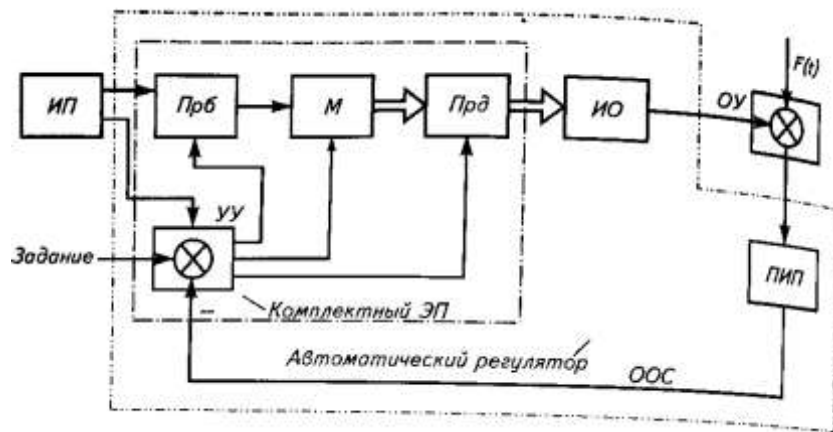 F(t)
ИП
Прб
М
Прд
ИО
ОУ
УУ
Задание
ПИП
–
Комплектный ЭП
Автоматический регулятор
ООС